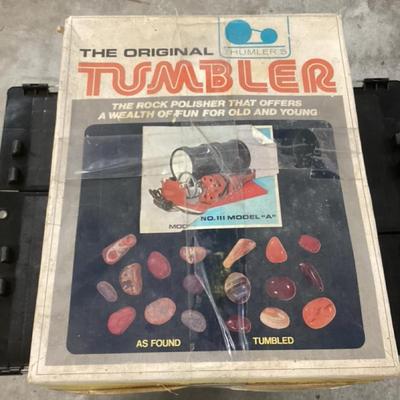 THE ORIGINAL
THUMLER'S
TUMBLER
THE ROCK POLISHER THAT OFFERS
A WEALTH OF FUN FOR OLD AND YOUNG
NO. III MODEL "A"
AS FOUND
TUMBLED